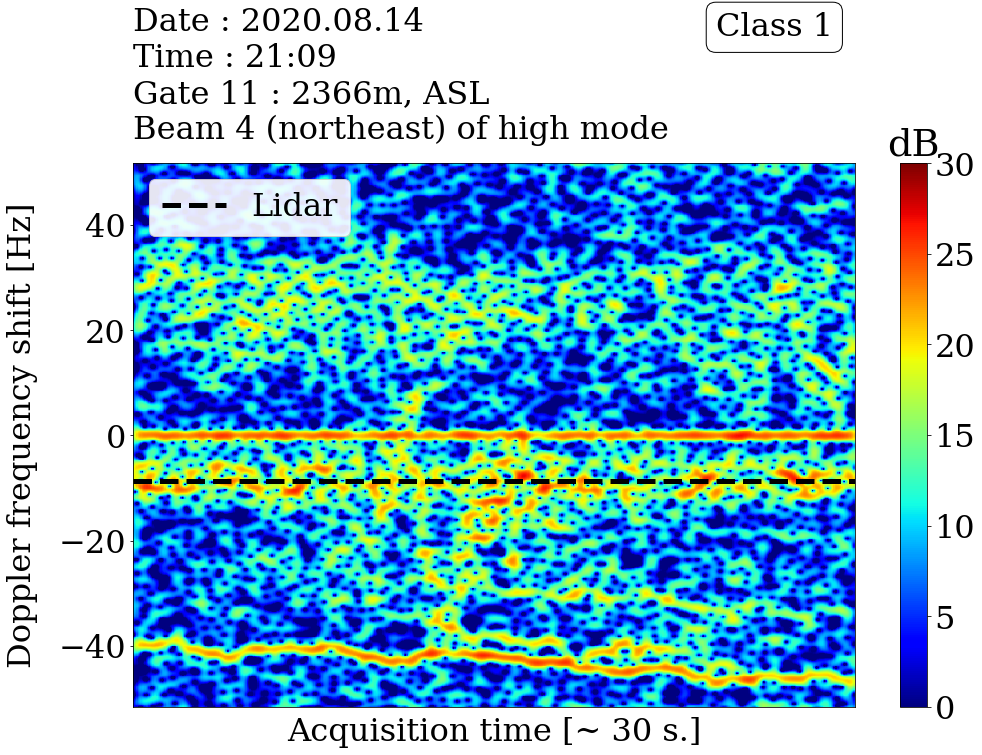 Date : 2020.08.14
Time : 21:09
Gate 11 : 2366m, ASL
Beam 4 (northeast) of high mode
Class 1
dB
Lidar
Doppler frequency shift [Hz]
40
20
0
−20
−40
Acquisition time [~ 30 s.]
30
25
20
15
10
5
0